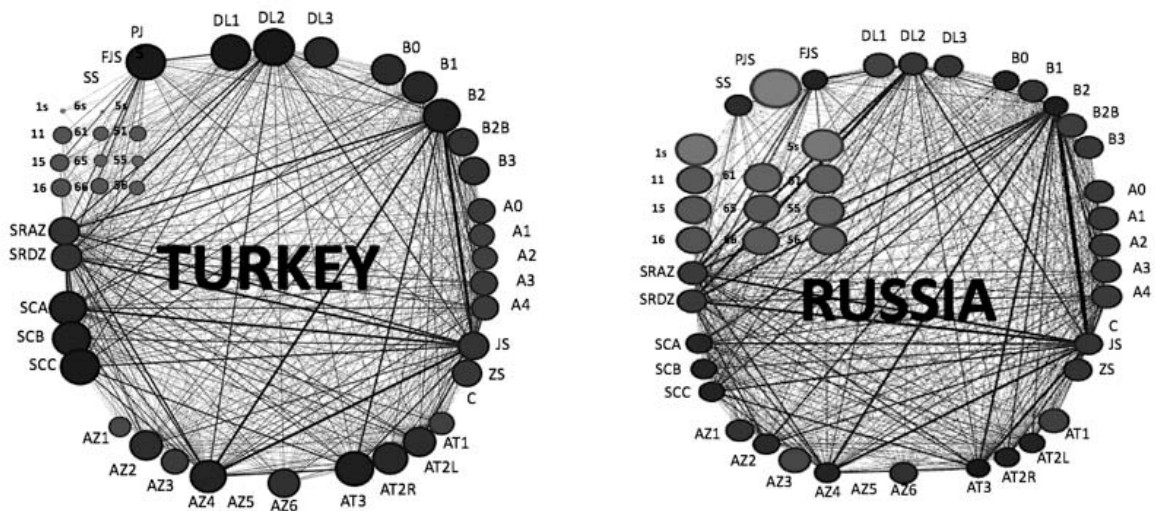 PJ
S
FJS
SS
DL1
DL2
DL3
B0
B1
B2
B2B
B3
A0
A1
A2
A3
A4
JS
ZS
C
AT1
AT2L
AT2R
AT3
AZ6
AZ5
AZ4
AZ3
AZ2
AZ1
SCC
SCB
SCA
SRDZ
SRAZ
1s 6s 5s
11 61 51
15 65 55
16 66 56
TURKEY
SS
PJS
FJS
DL1
DL2
DL3
B0
B1
B2
B2B
B3
A0
A1
A2
A3
A4
C
JS
ZS
AT1
AT2L
AT2R
AT3
AZ6
AZ5
AZ4
AZ3
AZ2
AZ1
SCC
SCB
SCA
SRDZ
SRAZ
1s 5s
11 61 61
15 65 55
16 66 56
RUSSIA